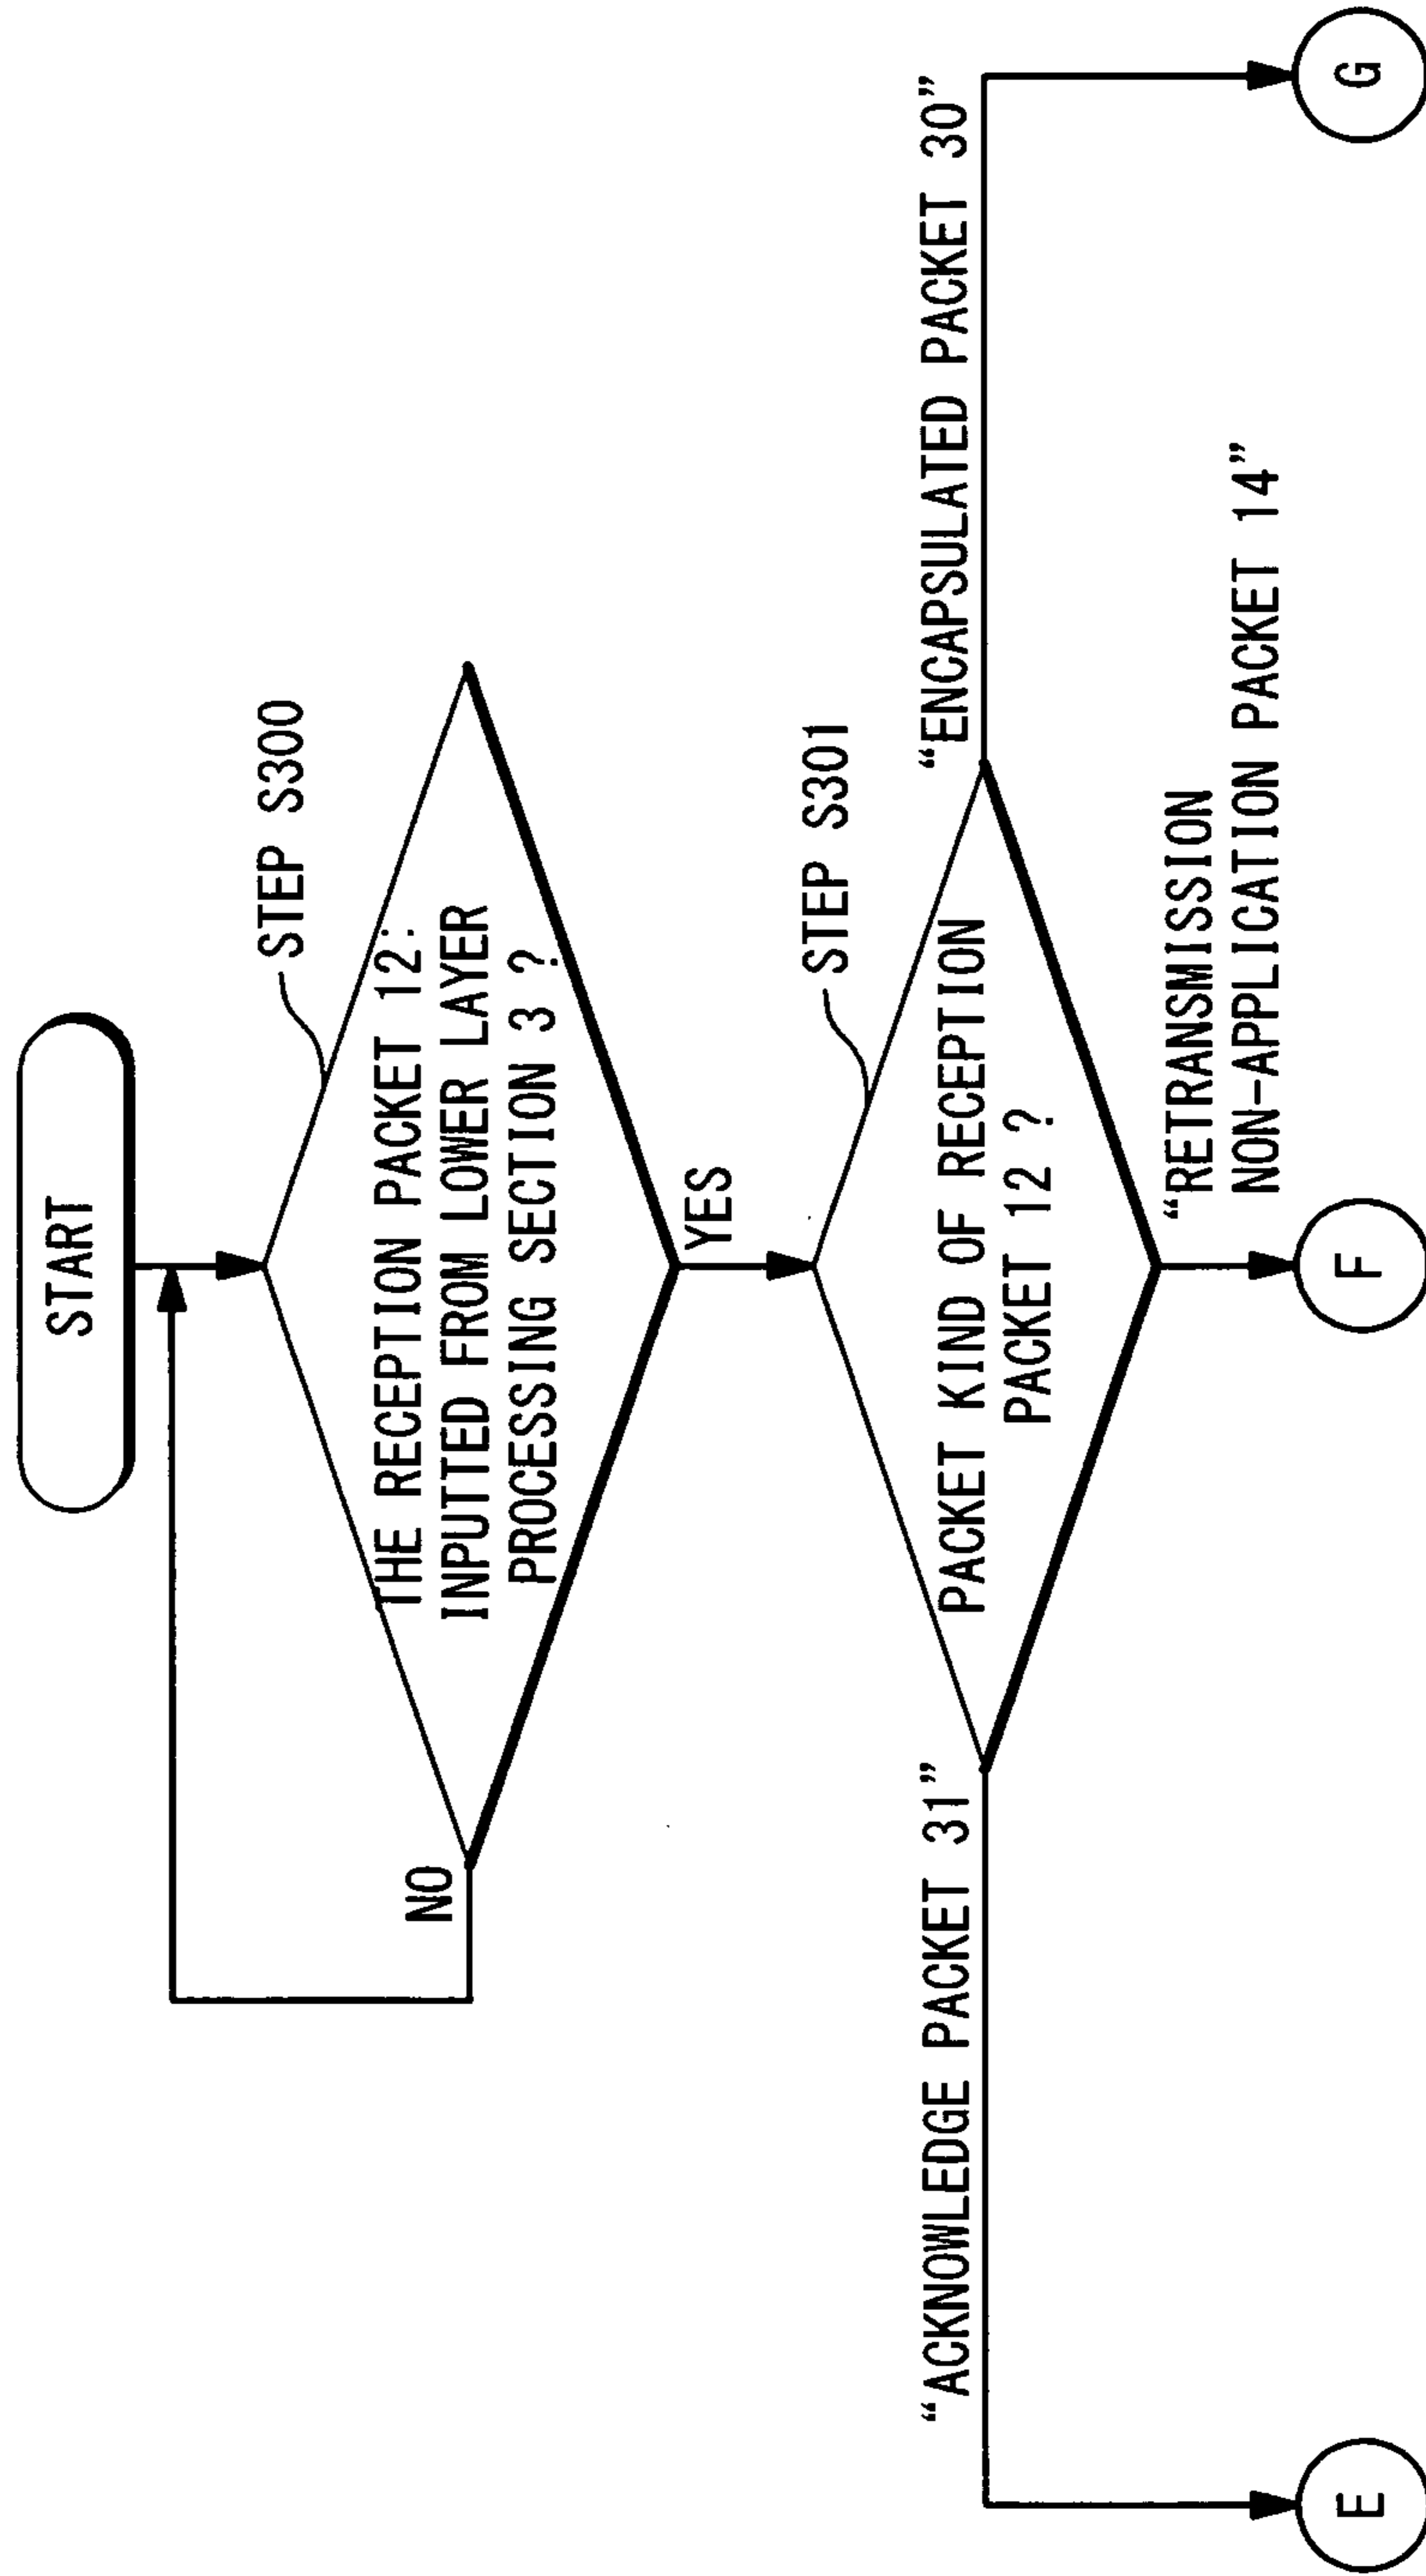 START
STEP S300
THE RECEPTION PACKET 12:
INPUTTED FROM LOWER LAYER
PROCESSING SECTION 3 ?
NO
YES
STEP S301
PACKET KIND OF RECEPTION
PACKET 12 ?
“ACKNOWLEDGE PACKET 31”
“ENCAPSULATED PACKET 30”
“RETRANSMISSION
NON-APPLICATION PACKET 14”
E
F
G